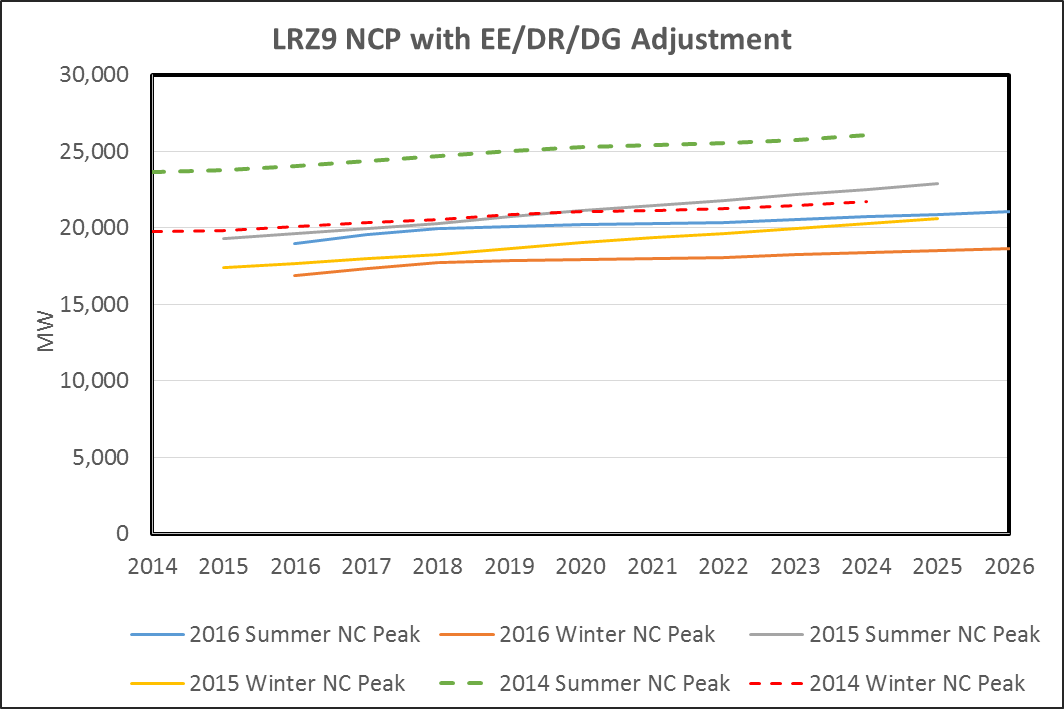 LRZ9 NCP with EE/DR/DG Adjustment
30,000
25,000
20,000
15,000
10,000
5,000
0
MW
2014 2015 2016 2017 2018 2019 2020 2021 2022 2023 2024 2025 2026
2016 Summer NC Peak 2016 Winter NC Peak 2015 Summer NC Peak
2015 Winter NC Peak 2014 Summer NC Peak 2014 Winter NC Peak